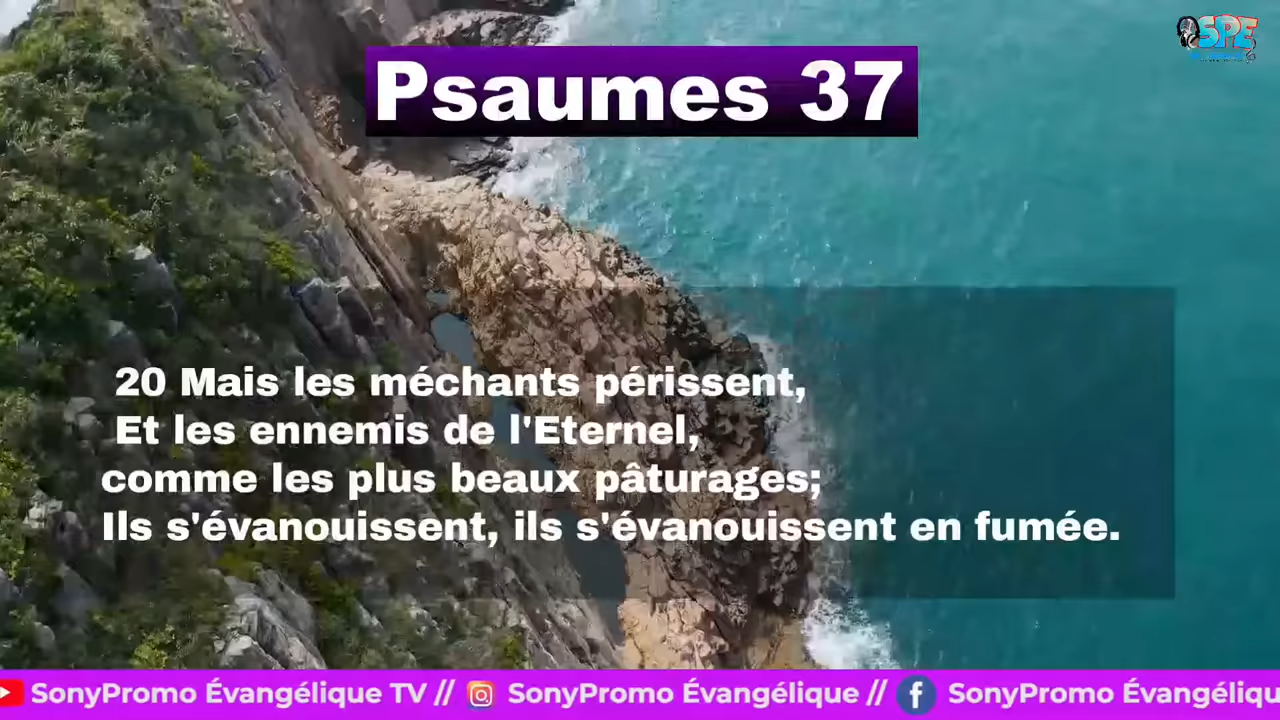 SPE
Psaumes 37
20 Mais les méchants périssent,
Et les ennemis de l'Eternel,
comme les plus beaux pâturages;
Ils s'évanouissent, ils s'évanouissent en fumée.
SonyPromo Évangélique TV // SonyPromo Évangélique // SonyPromo Évangéliqu